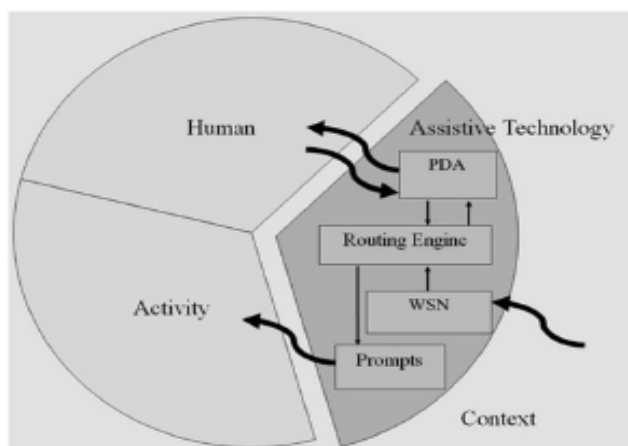 Human
Assistive Technology
PDA
Routing Engine
WSN
Activity
Prompts
Context